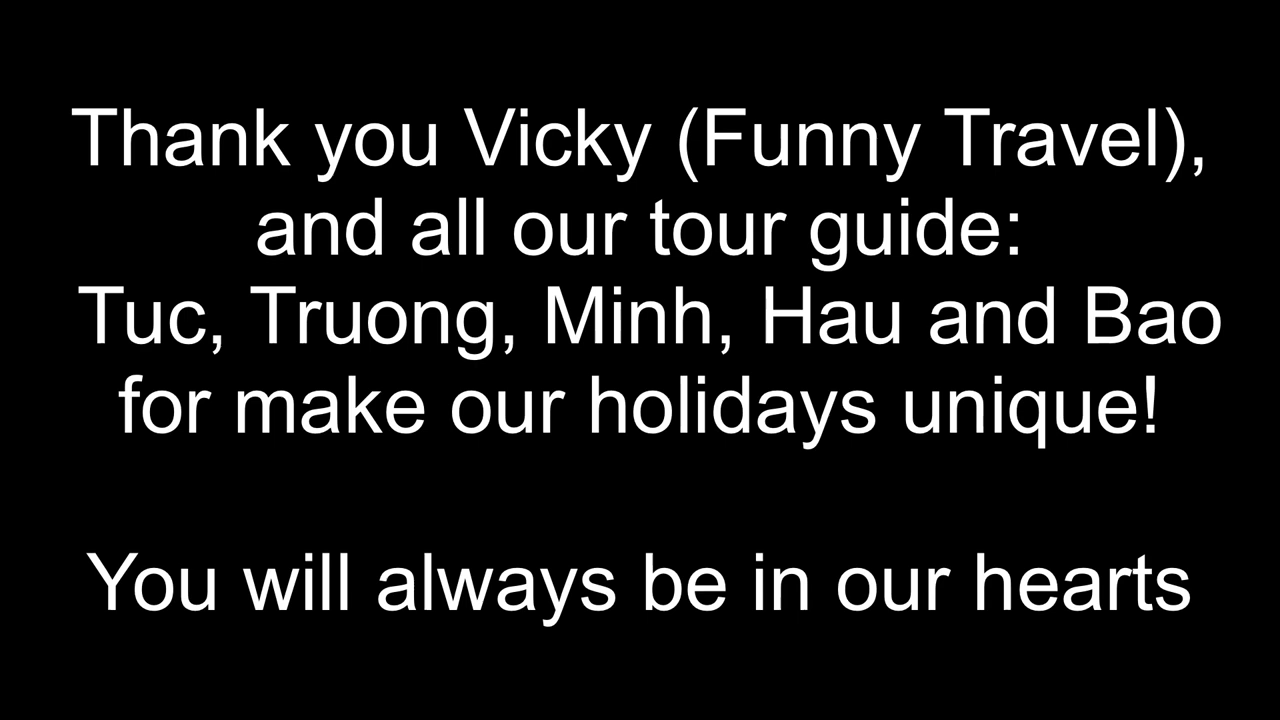 Thank you Vicky (Funny Travel),
and all our tour guide:
Tuc, Truong, Minh, Hau and Bao
for make our holidays unique!
You will always be in our hearts